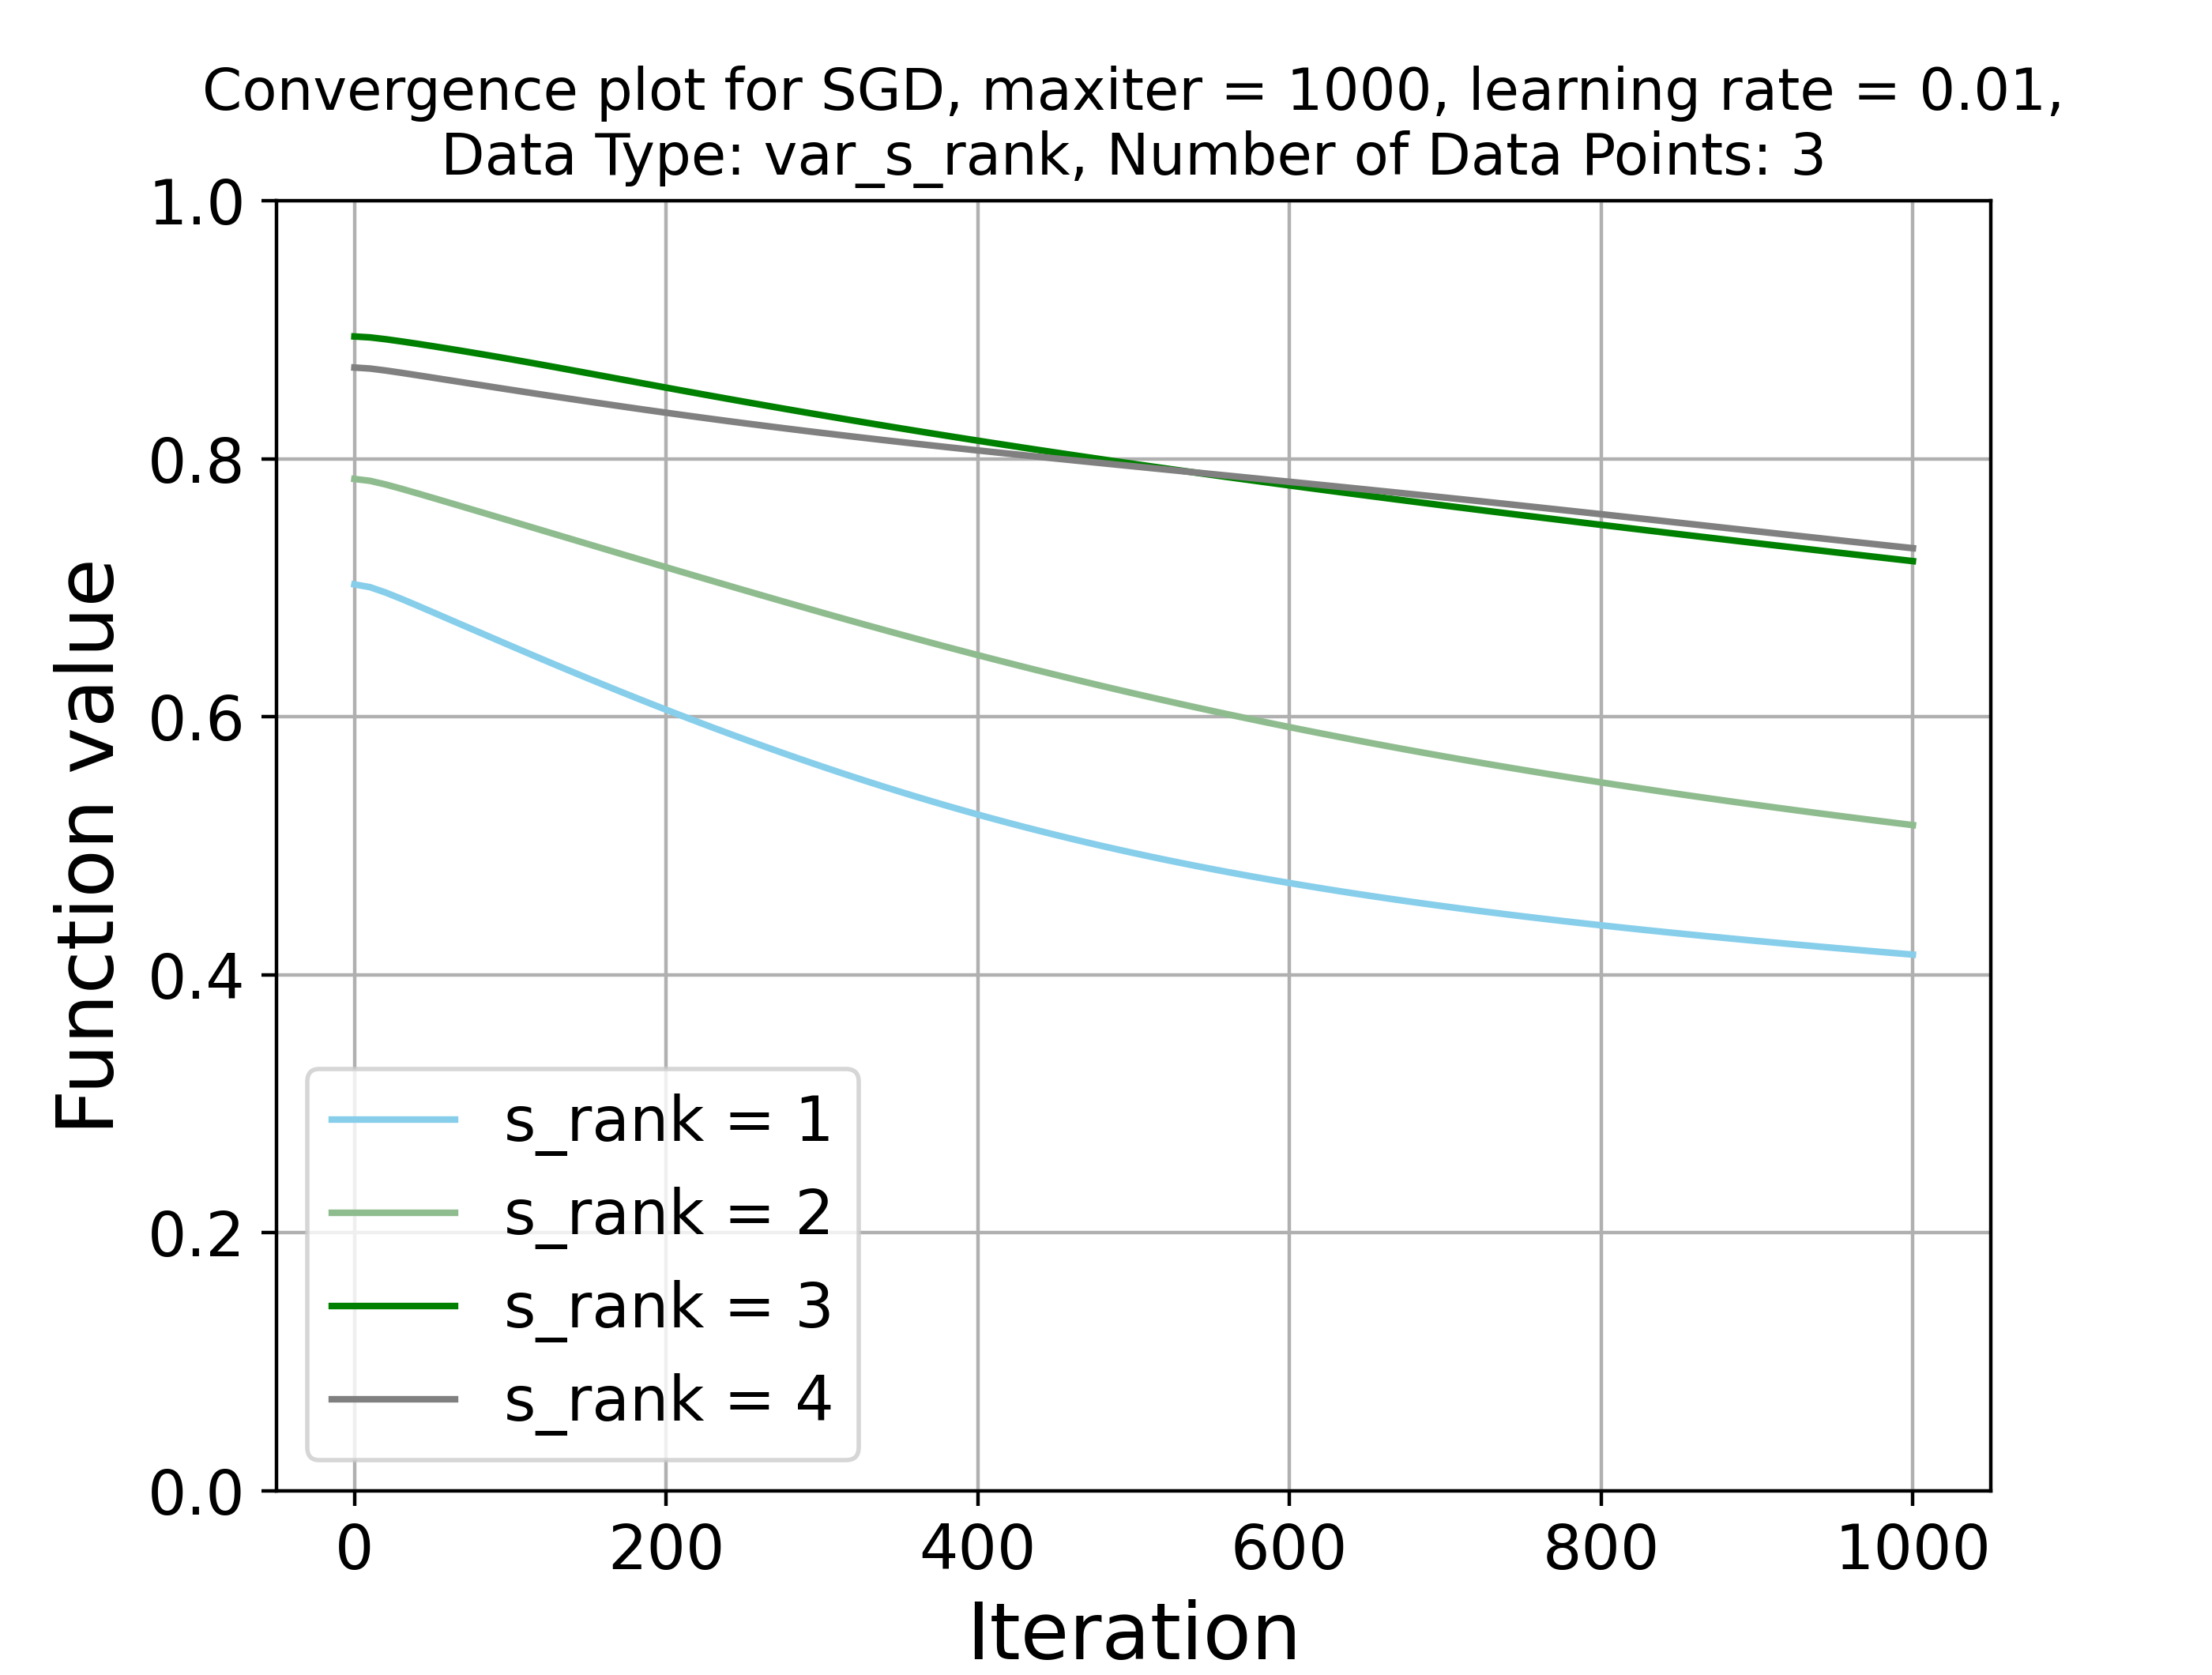 Convergence plot for SGD, maxiter = 1000, learning rate = 0.01,
Data Type: var_s_rank, Number of Data Points: 3
Function value
1.0
0.8
0.6
0.4
0.2
0.0
s_rank = 1
s_rank = 2
s_rank = 3
s_rank = 4
0 200 400 600 800 1000
Iteration